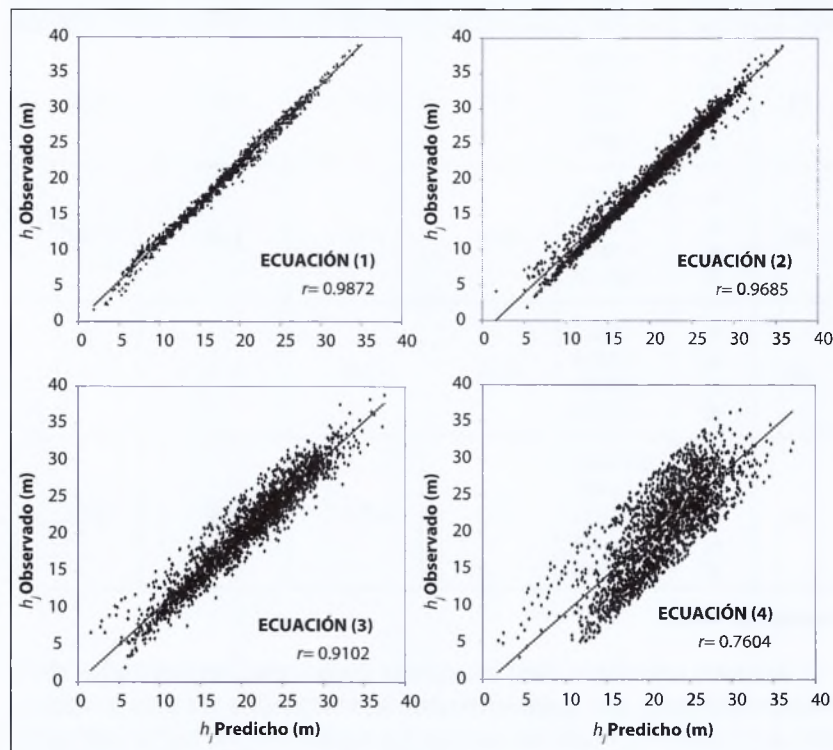 40
35
30
25
20
15
10
5
0
h_j Observado (m)
ECUACIÓN (1)
r= 0.9872
0 5 10 15 20 25 30 35 40
40
35
30
25
20
15
10
5
0
h_j Observado (m)
ECUACIÓN (2)
r= 0.9685
0 5 10 15 20 25 30 35 40
40
35
30
25
20
15
10
5
0
h_j Observado (m)
ECUACIÓN (3)
r= 0.9102
0 5 10 15 20 25 30 35 40
h_j Predicho (m)
40
35
30
25
20
15
10
5
0
h_j Observado (m)
ECUACIÓN (4)
r= 0.7604
0 5 10 15 20 25 30 35 40
h_j Predicho (m)